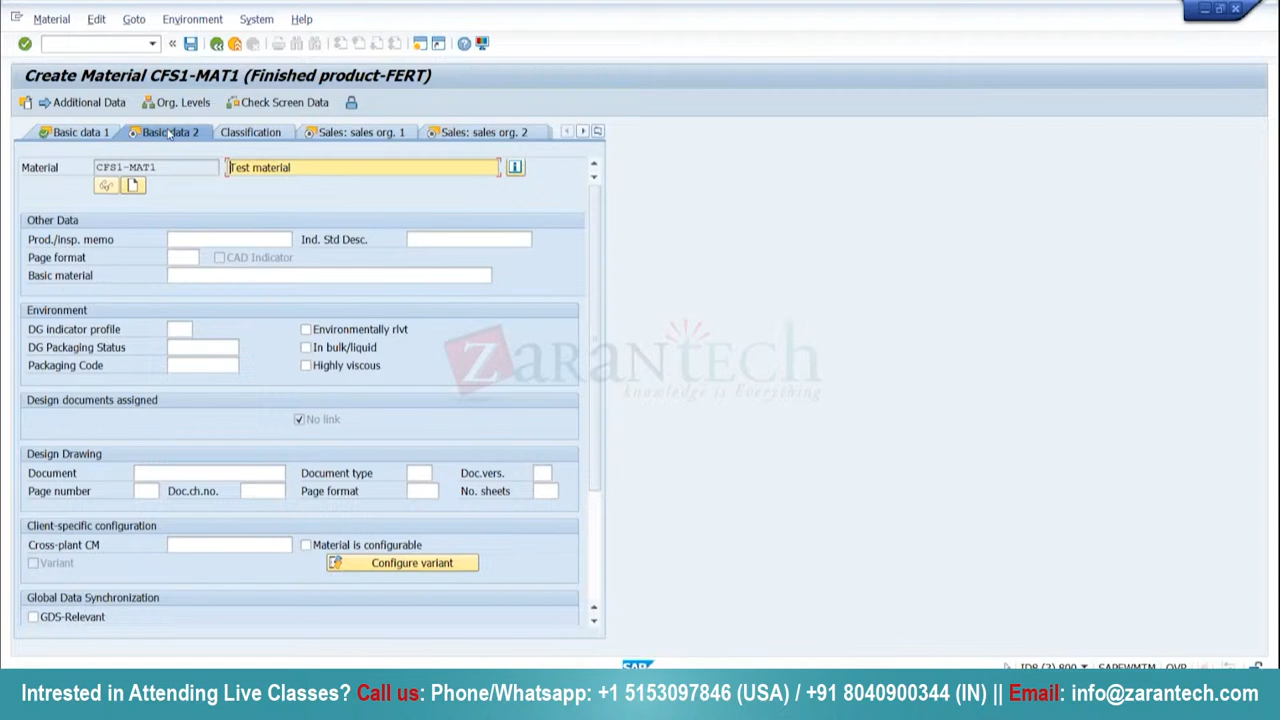 Material Edit Goto Environment System Help
Create Material CFS1-MAT1 (Finished product-FERT)
Additional Data Org. Levels Check Screen Data
Basic data 1 Basic data 2 Classification Sales: sales org. 1 Sales: sales org. 2
Material CFS1-MAT1 Test material
Other Data
Prod./insp. memo Ind. Std Desc.
Page format CAD Indicator
Basic material
Environment
DG indicator profile Environmentally rlvt
DG Packaging Status In bulk/liquid
Packaging Code Highly viscous
zarantech
Knowledge is Everything
Design documents assigned
No link
Design Drawing
Document Document type Doc.vers.
Page number Doc.ch.no. Page format No. sheets
Client-specific configuration
Cross-plant CM Material is configurable
Variant Configure variant
Global Data Synchronization
GDS-Relevant
SAP
Intrested in Attending Live Classes? Call us: Phone/Whatsapp: +1 5153097846 (USA) / +91 8040900344 (IN) || Email: info@zarantech.com